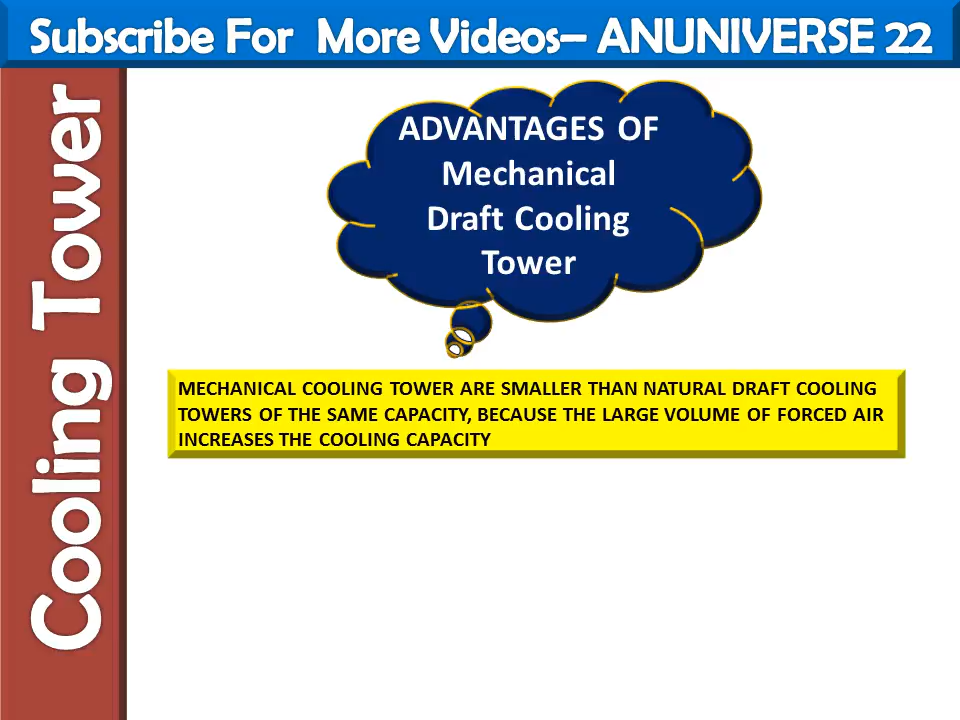 Subscribe For More Videos– ANUNIVERSE 22
Cooling Tower
ADVANTAGES OF
Mechanical
Draft Cooling
Tower
MECHANICAL COOLING TOWER ARE SMALLER THAN NATURAL DRAFT COOLING
TOWERS OF THE SAME CAPACITY, BECAUSE THE LARGE VOLUME OF FORCED AIR
INCREASES THE COOLING CAPACITY